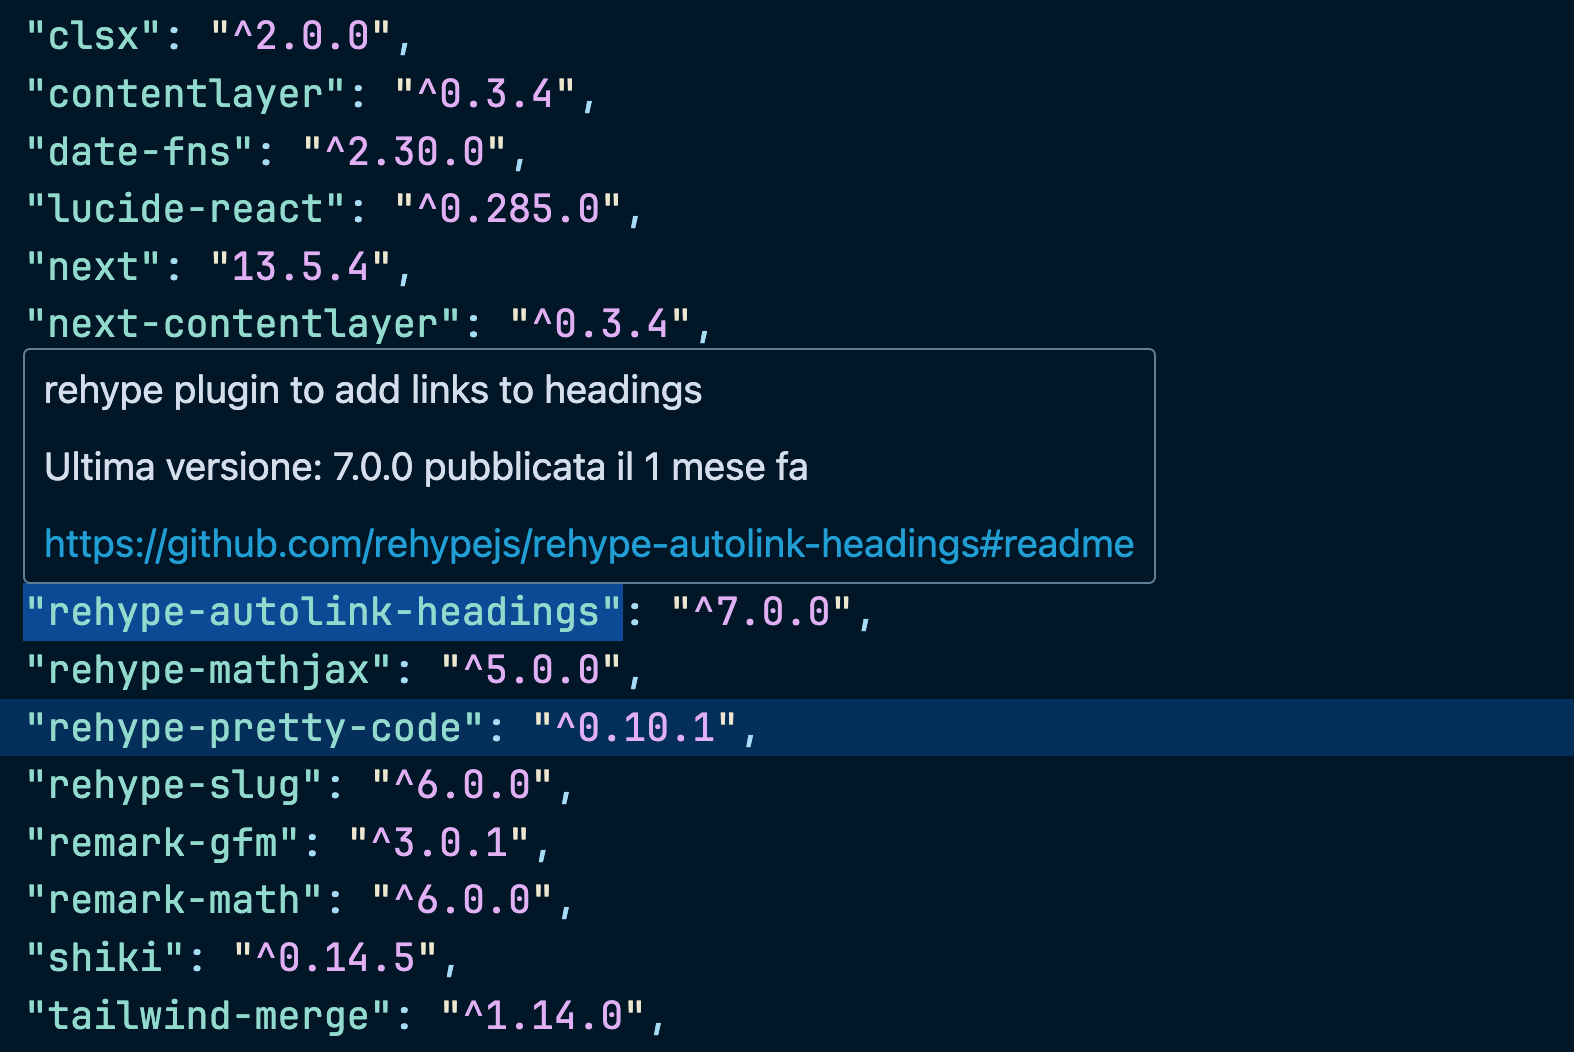 "clsx": "^2.0.0",
"contentlayer": "^0.3.4",
"date-fns": "^2.30.0",
"lucide-react": "^0.285.0",
"next": "13.5.4",
"next-contentlayer": "^0.3.4",
rehype plugin to add links to headings
Ultima versione: 7.0.0 pubblicata il 1 mese fa
https://github.com/rehypejs/rehype-autolink-headings#readme
"rehype-autolink-headings": "^7.0.0",
"rehype-mathjax": "^5.0.0",
"rehype-pretty-code": "^0.10.1",
"rehype-slug": "^6.0.0",
"remark-gfm": "^3.0.1",
"remark-math": "^6.0.0",
"shiki": "^0.14.5",
"tailwind-merge": "^1.14.0",